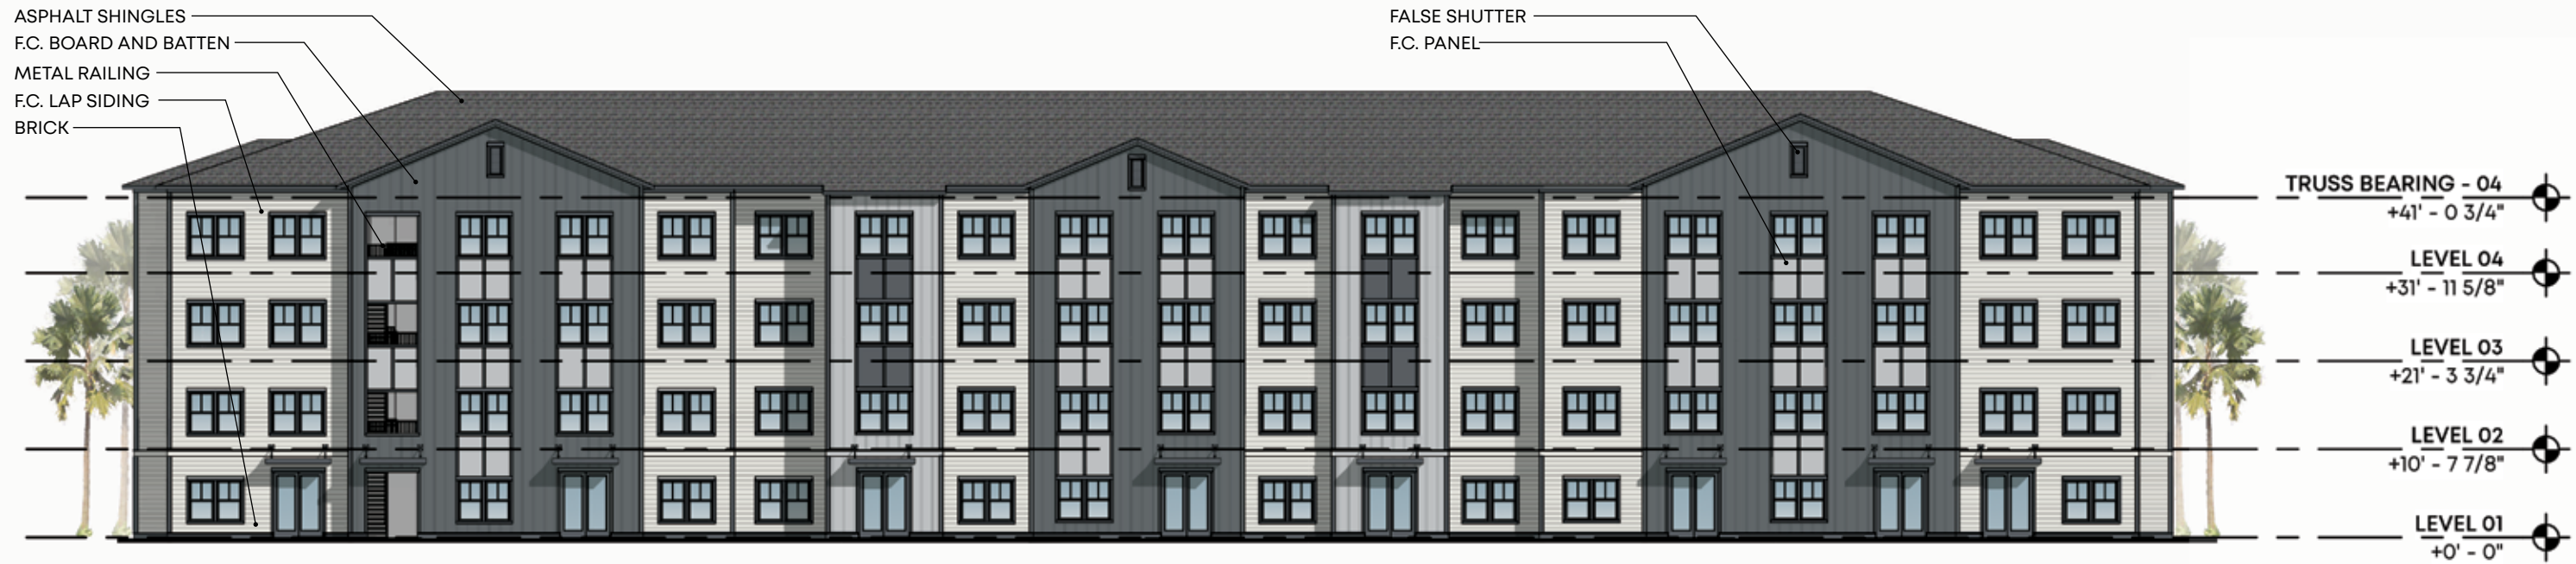 ASPHALT SHINGLES
F.C. BOARD AND BATTEN
METAL RAILING
F.C. LAP SIDING
BRICK
FALSE SHUTTER
F.C. PANEL
TRUSS BEARING - 04
+41' - 0 3/4"
LEVEL 04
+31' - 11 5/8"
LEVEL 03
+21' - 3 3/4"
LEVEL 02
+10' - 7 7/8"
LEVEL 01
+0' - 0"